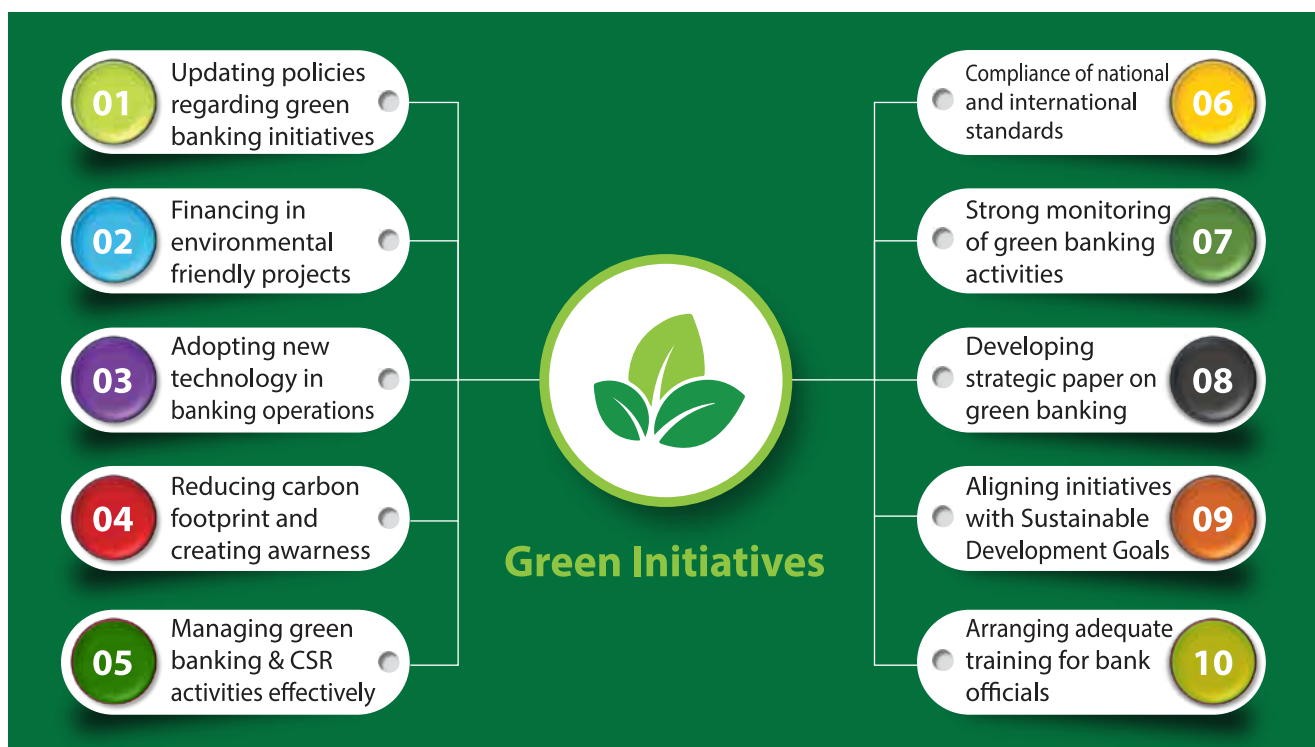 01
Updating policies
regarding green
banking initiatives
02
Financing in
environmental
friendly projects
03
Adopting new
technology in
banking operations
04
Reducing carbon
footprint and
creating awarness
05
Managing green
banking & CSR
activities effectively
Green Initiatives
Compliance of national
and international
standards
06
Strong monitoring
of green banking
activities
07
Developing
strategic paper on
green banking
08
Aligning initiatives
with Sustainable
Development Goals
09
Arranging adequate
training for bank
officials
10